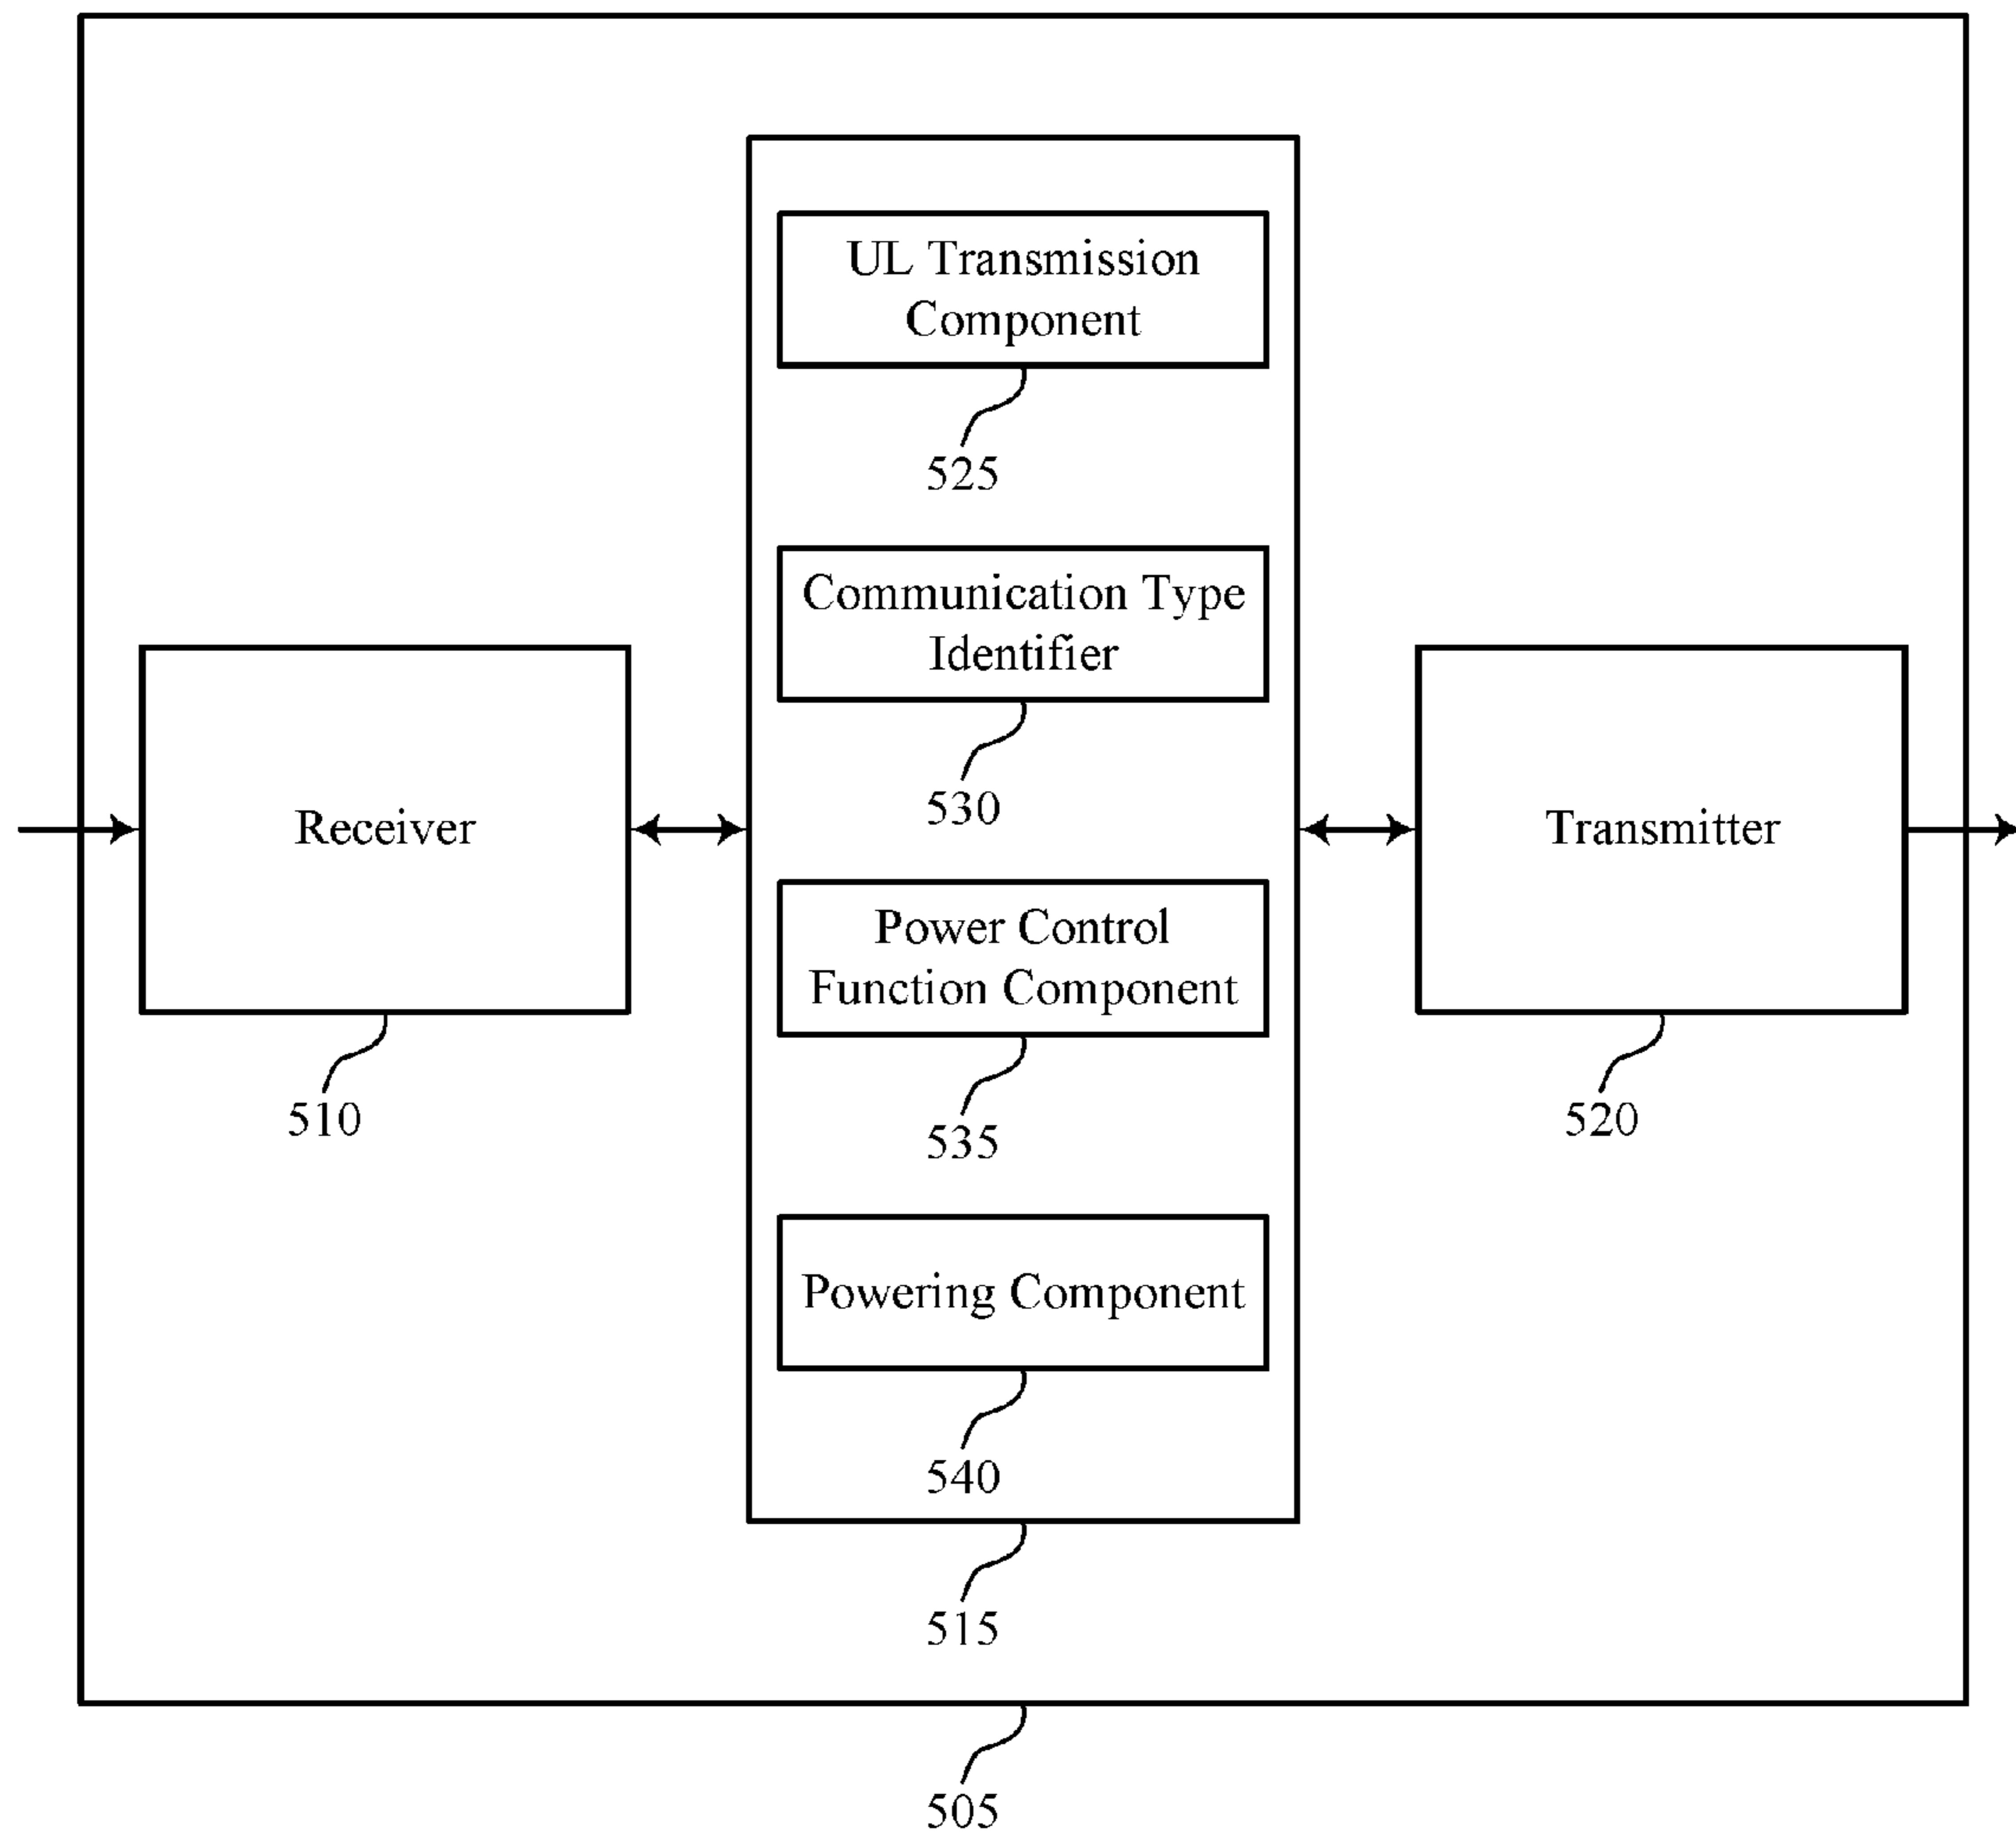 UL Transmission
Component
525
Communication Type
Identifier
530
Receiver
510
Power Control
Function Component
535
Transmitter
520
Powering Component
540
515
505